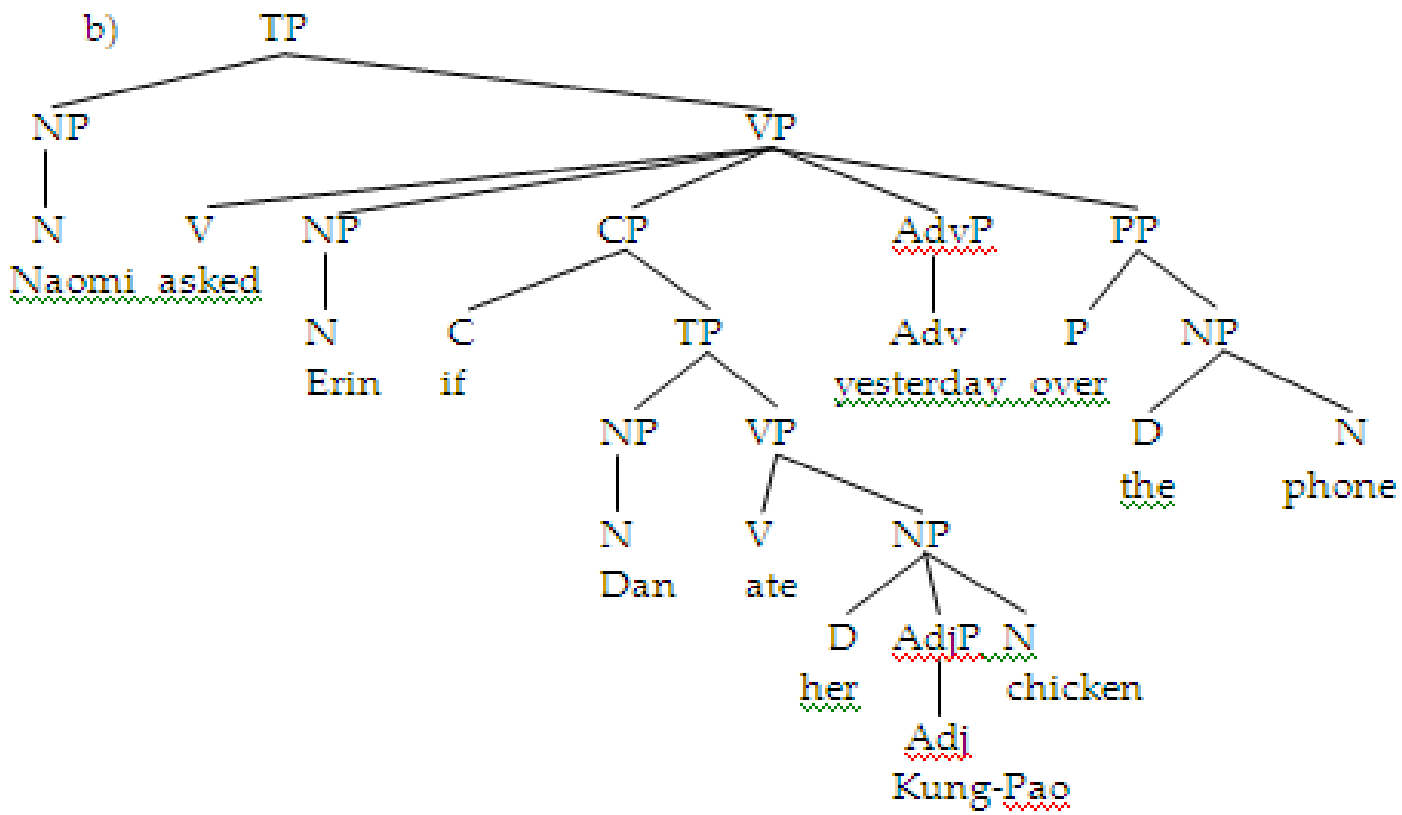 b) TP
NP VP
N V NP CP AdvP PP
Naomi asked
N C TP Adv P NP
Erin if yesterday over
NP VP D N
the phone
N V NP
Dan ate
D AdjP N
her chicken
Adj
Kung-Pao